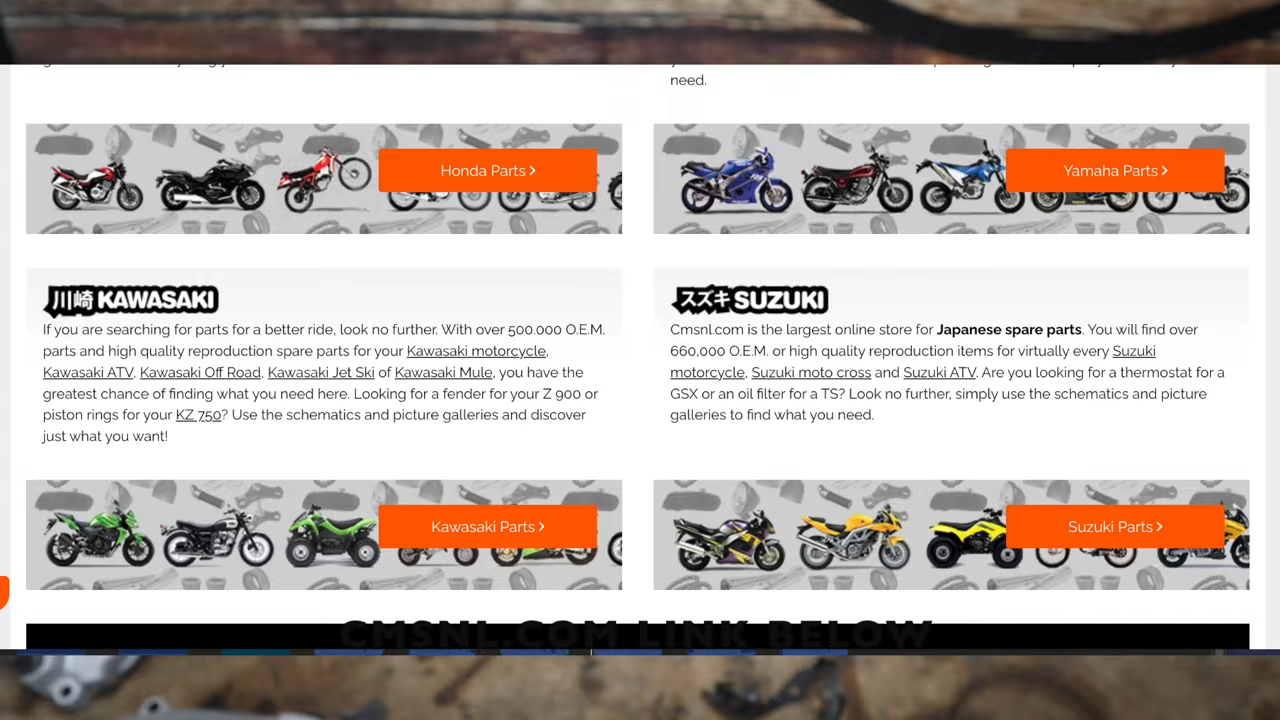 need.
Honda Parts
Yamaha Parts
川崎 KAWASAKI
If you are searching for parts for a better ride, look no further. With over 500.000 O.E.M.
parts and high quality reproduction spare parts for your Kawasaki motorcycle,
Kawasaki ATV, Kawasaki Off Road, Kawasaki Jet Ski of Kawasaki Mule, you have the
greatest chance of finding what you need here. Looking for a fender for your Z 900 or
piston rings for your KZ 750? Use the schematics and picture galleries and discover
just what you want!
スズキ SUZUKI
Cmsnl.com is the largest online store for Japanese spare parts. You will find over
660,000 O.E.M. or high quality reproduction items for virtually every Suzuki
motorcycle, Suzuki moto cross and Suzuki ATV. Are you looking for a thermostat for a
GSX or an oil filter for a TS? Look no further, simply use the schematics and picture
galleries to find what you need.
Kawasaki Parts
Suzuki Parts
CMSNL.COM LINK BELOW